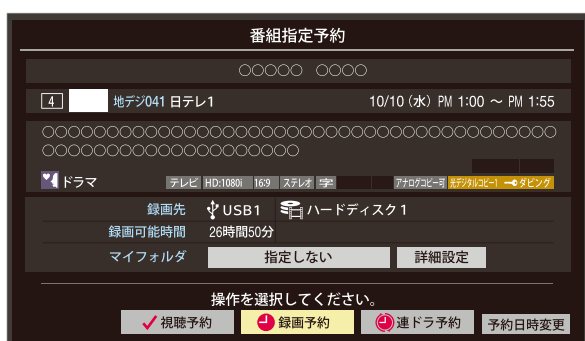 番組指定予約
○○○○○ ○○○○
4 地デジ041 日テレ1 10/10 (水) PM 1:00 ~ PM 1:55
○○○○○○○○○○○○○○○○○○○○○○○○○○○○○○○○○○○○○○○
○○○○○○○○○○○○○○○○○○○
ドラマ テレビ HD:1080i 16:9 ステレオ 字 アナログコピー可 光デジタルコピー1 ダビング
録画先 USB1 ハードディスク1
録画可能時間 26時間50分
マイフォルダ 指定しない 詳細設定
操作を選択してください。
視聴予約 録画予約 連ドラ予約 予約日時変更